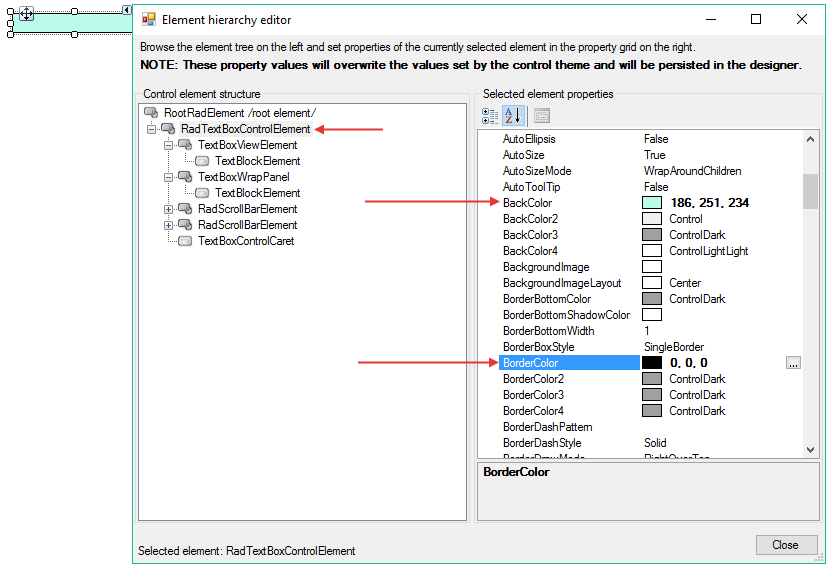 Element hierarchy editor
Browse the element tree on the left and set properties of the currently selected element in the property grid on the right.
NOTE: These property values will overwrite the values set by the control theme and will be persisted in the designer.
Control element structure
RootRadElement /root element/
RadTextBoxControlElement
TextBoxViewElement
TextBlockElement
TextBoxWrapPanel
TextBlockElement
RadScrollBarElement
RadScrollBarElement
TextBoxControlCaret
Selected element properties
AutoEllipsis False
AutoSize True
AutoSizeMode WrapAroundChildren
AutoToolTip False
BackColor 186, 251, 234
BackColor2 Control
BackColor3 ControlDark
BackColor4 ControlLightLight
BackgroundImage
BackgroundImageLayout Center
BorderBottomColor ControlDark
BorderBottomShadowColor
BorderBottomWidth 1
BorderBoxStyle SingleBorder
BorderColor 0, 0, 0 ...
BorderColor2 ControlDark
BorderColor3 ControlDark
BorderColor4 ControlDark
BorderDashPattern
BorderDashStyle Solid
BorderDrawMode RightOverTop
BorderColor
Selected element: RadTextBoxControlElement
Close